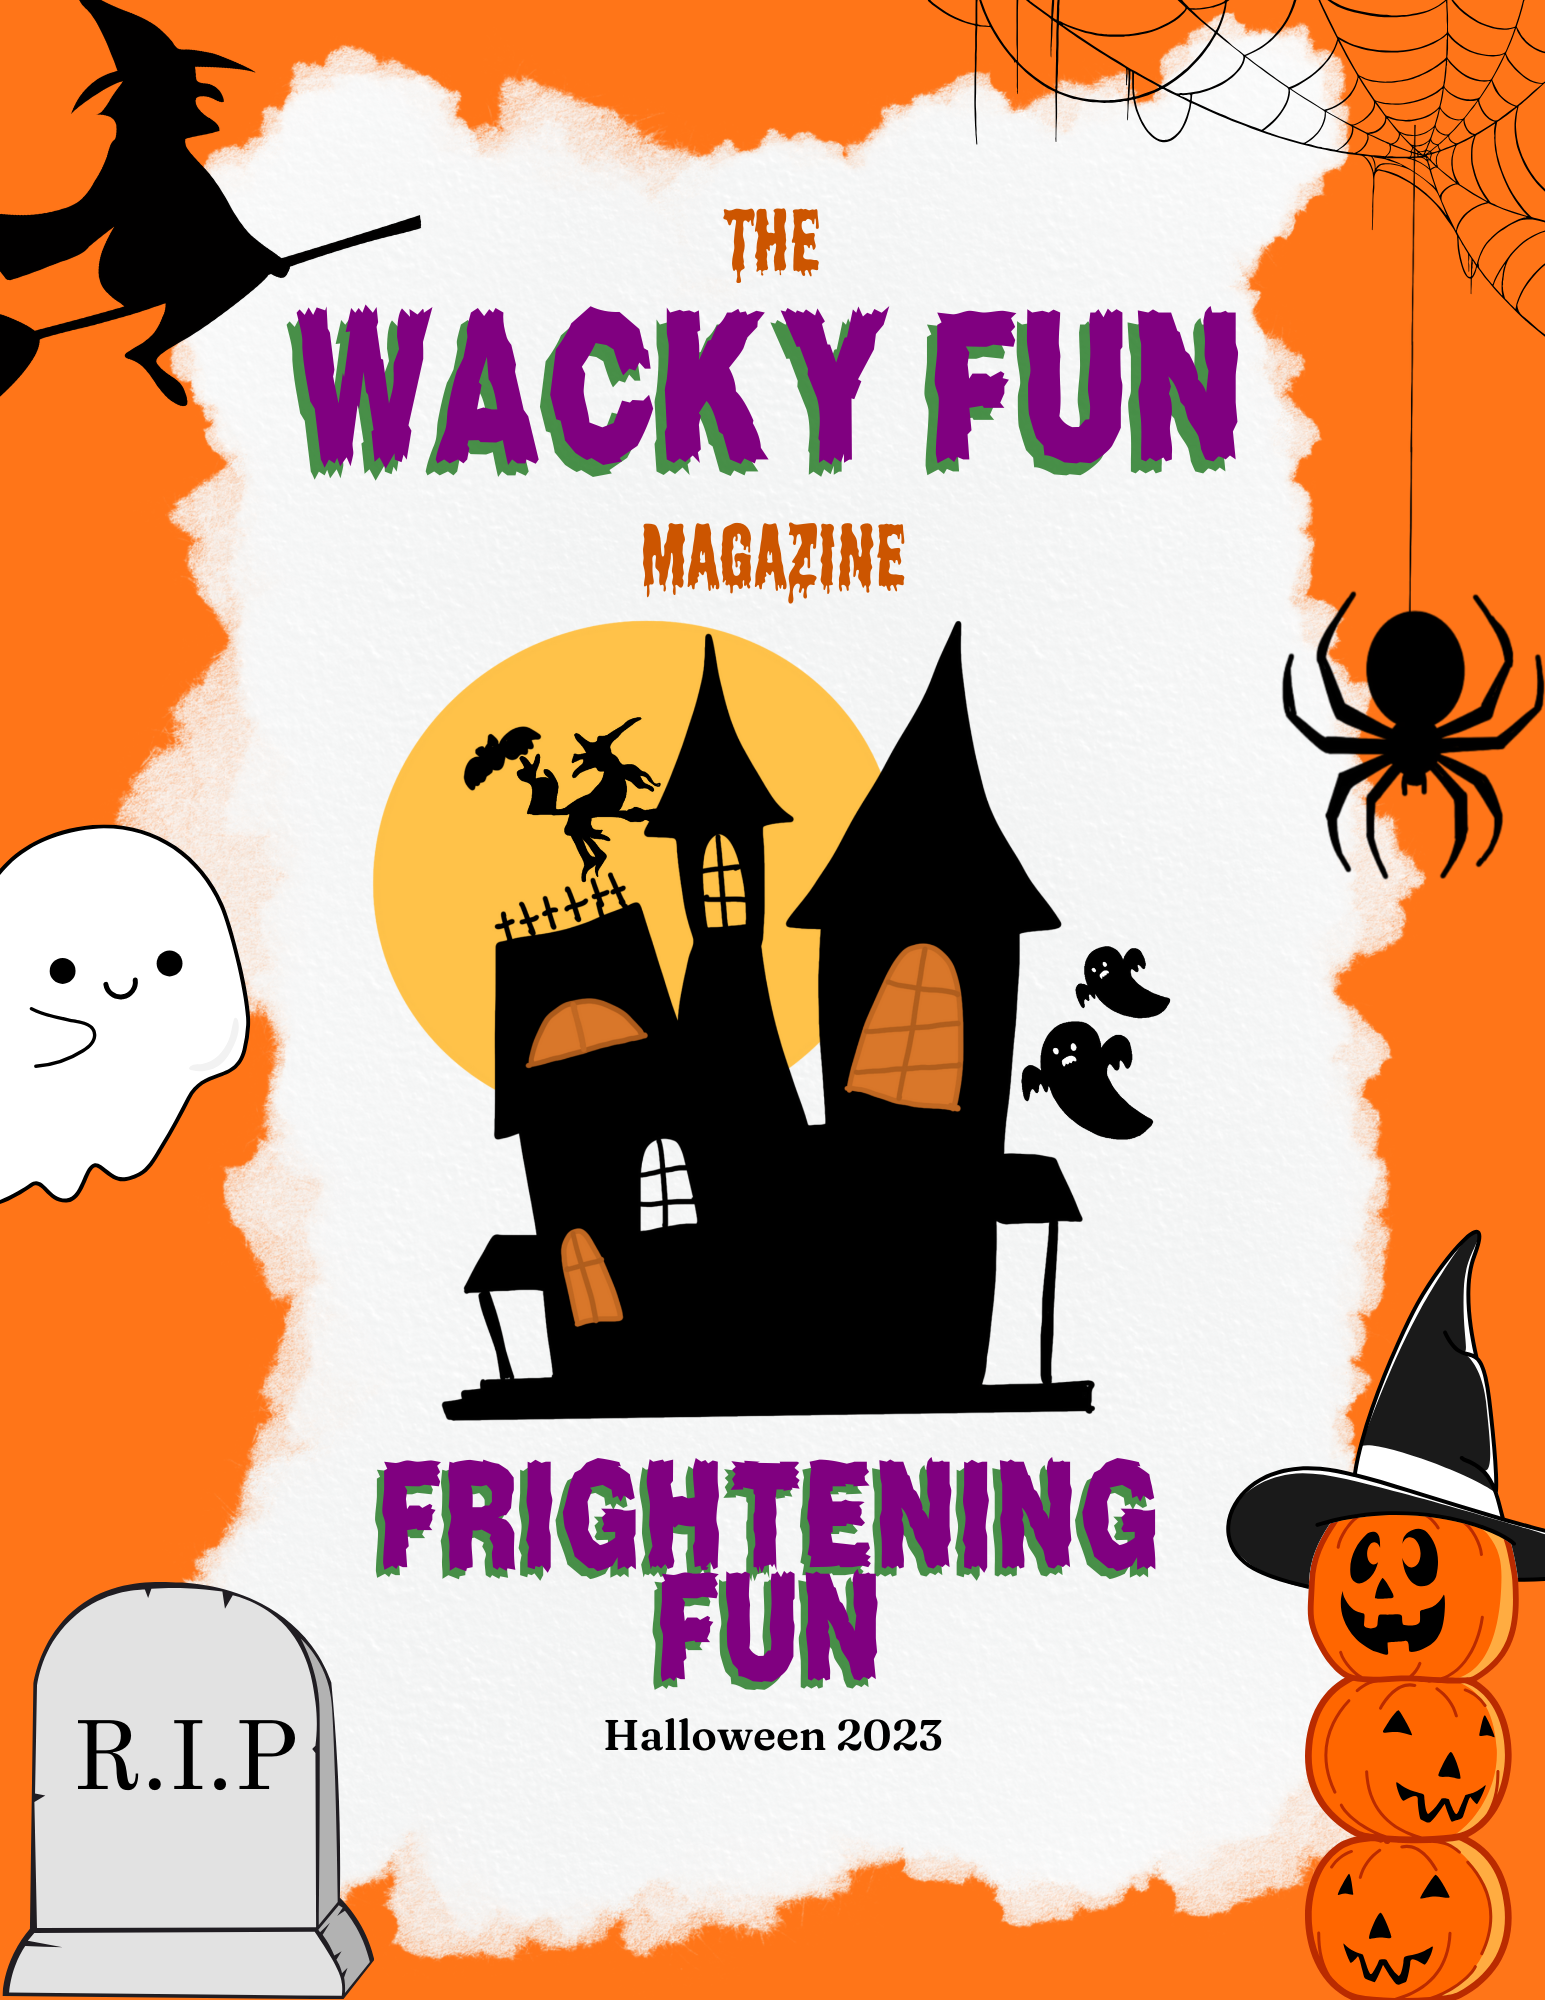 THE
WACKY FUN
MAGAZINE
FRIGHTENING
FUN
Halloween 2023
R.I.P